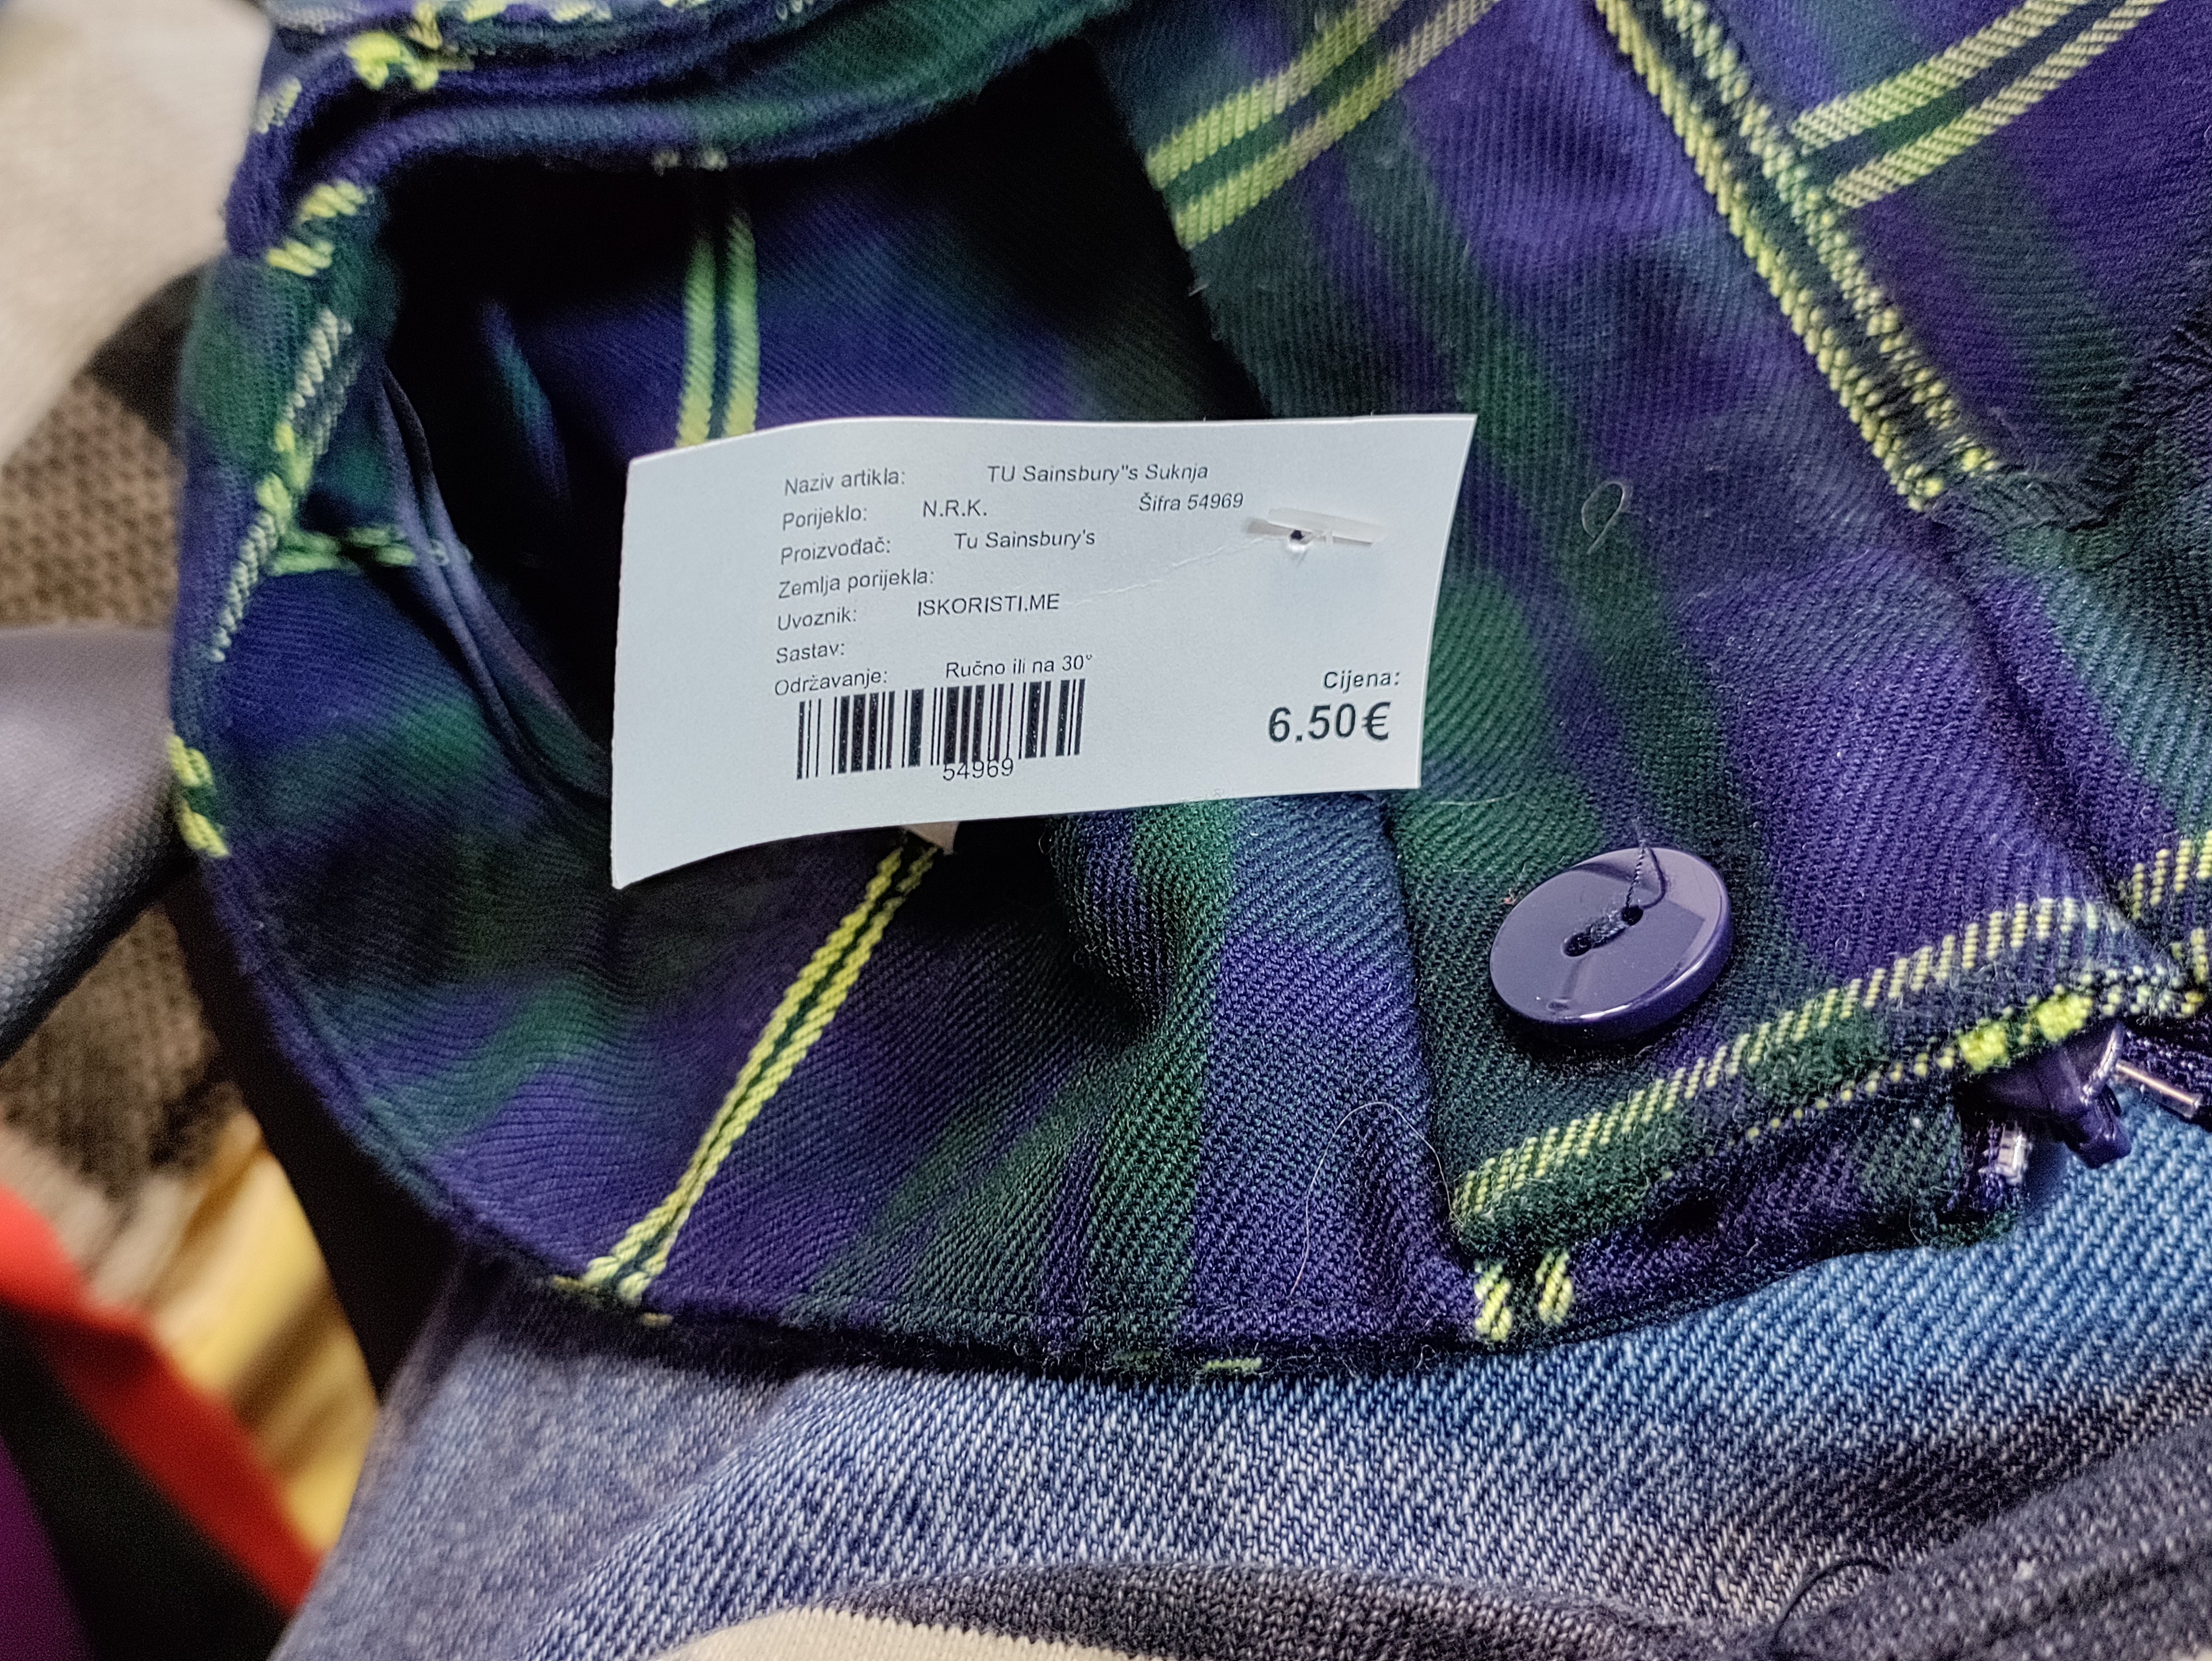 Naziv artikla: TU Sainsbury"s Suknja
Porijeklo: N.R.K. Šifra 54969
Proizvođač: Tu Sainsbury's
Zemlja porijekla:
Uvoznik: ISKORISTI.ME
Sastav:
Održavanje: Ručno ili na 30°
54969
Cijena:
6.50€